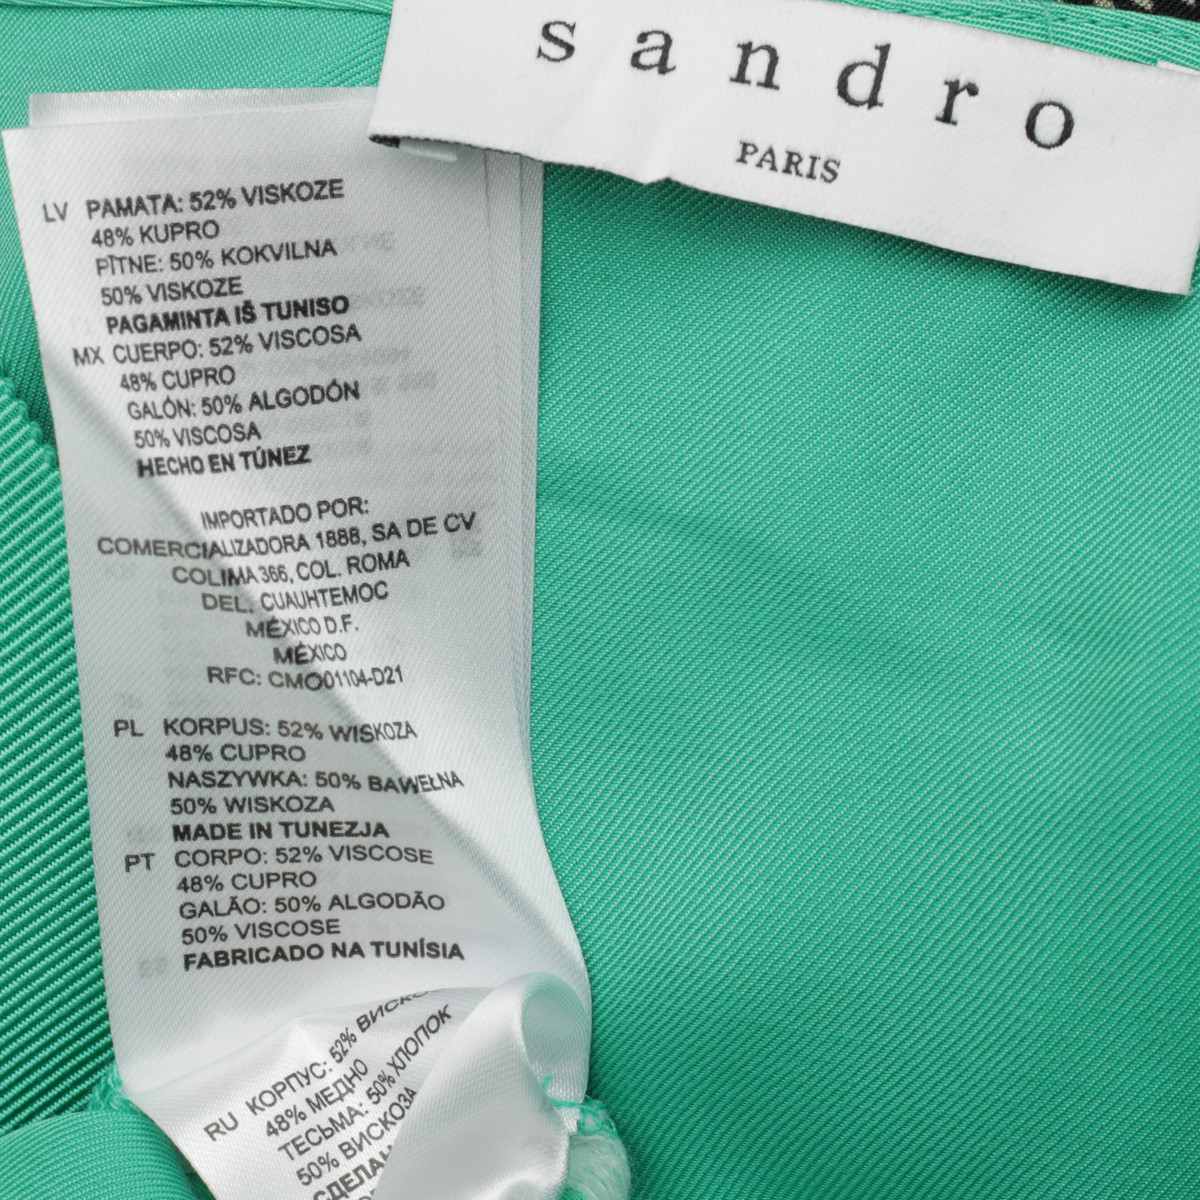 sandro
PARIS
LV PAMATA: 52% VISKOZE
48% KUPRO
PĪTNE: 50% KOKVILNA
50% VISKOZE
PAGAMINTA IŠ TUNISO
MX CUERPO: 52% VISCOSA
48% CUPRO
GALÓN: 50% ALGODÓN
50% VISCOSA
HECHO EN TÚNEZ
IMPORTADO POR:
COMERCIALIZADORA 1888, SA DE CV
COLIMA 366, COL. ROMA
DEL. CUAUHTEMOC
MÉXICO D.F.
MÉXICO
RFC: CMO01104-D21
PL KORPUS: 52% WISKOZA
48% CUPRO
NASZYWKA: 50% BAWEŁNA
50% WISKOZA
MADE IN TUNEZJA
PT CORPO: 52% VISCOSE
48% CUPRO
GALÃO: 50% ALGODÃO
50% VISCOSE
FABRICADO NA TUNÍSIA
RU КОРПУС: 52%
48% МЕДНО
ТЕСЬМА: 50% ХЛОПОК
50% ВИСКОЗА